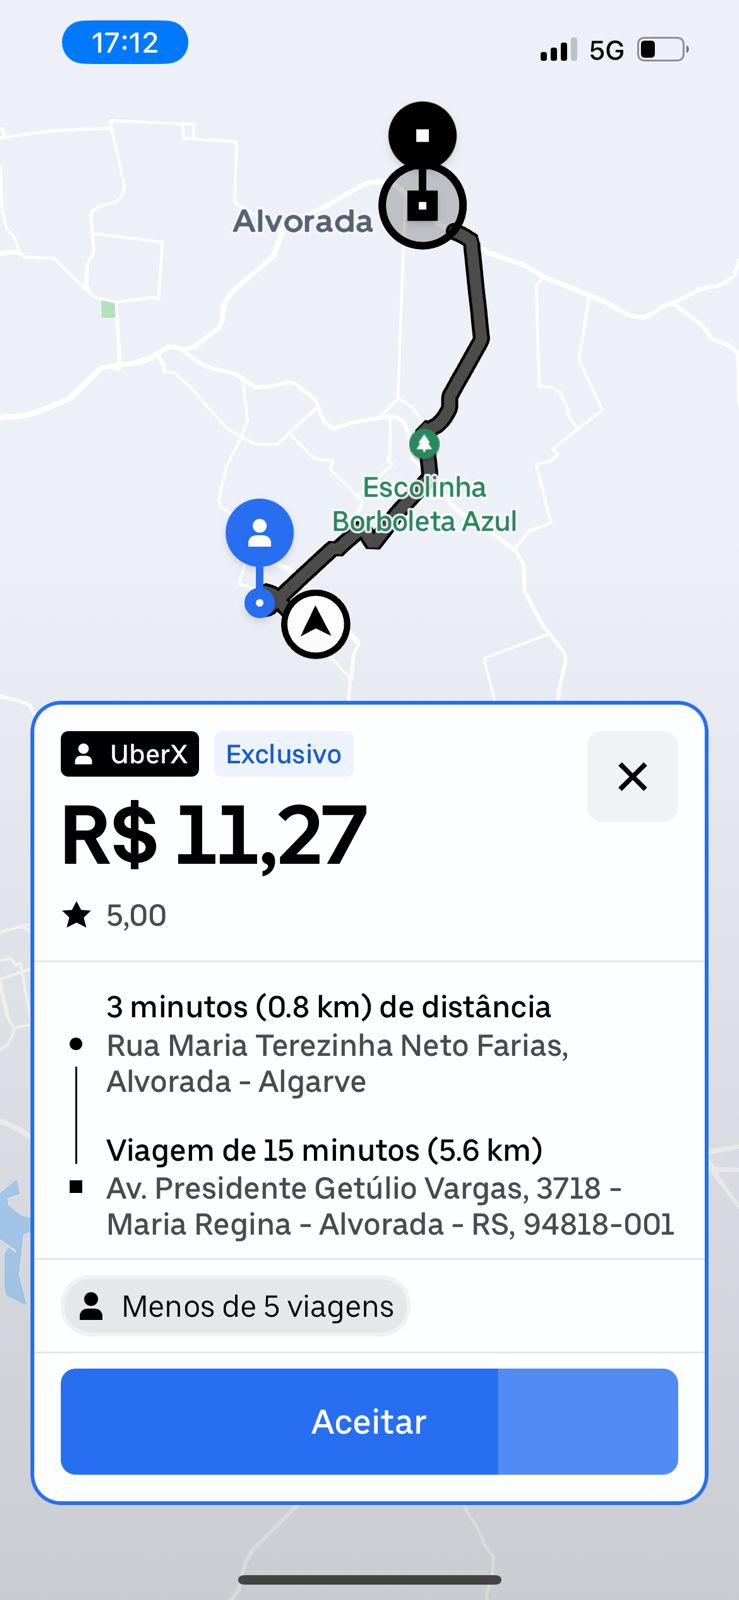 17:12
5G
Alvorada
Escolinha
Borboleta Azul
UberX
Exclusivo
R$ 11,27
5,00
3 minutos (0.8 km) de distância
Rua Maria Terezinha Neto Farias,
Alvorada - Algarve
Viagem de 15 minutos (5.6 km)
Av. Presidente Getúlio Vargas, 3718 -
Maria Regina - Alvorada - RS, 94818-001
Menos de 5 viagens
Aceitar